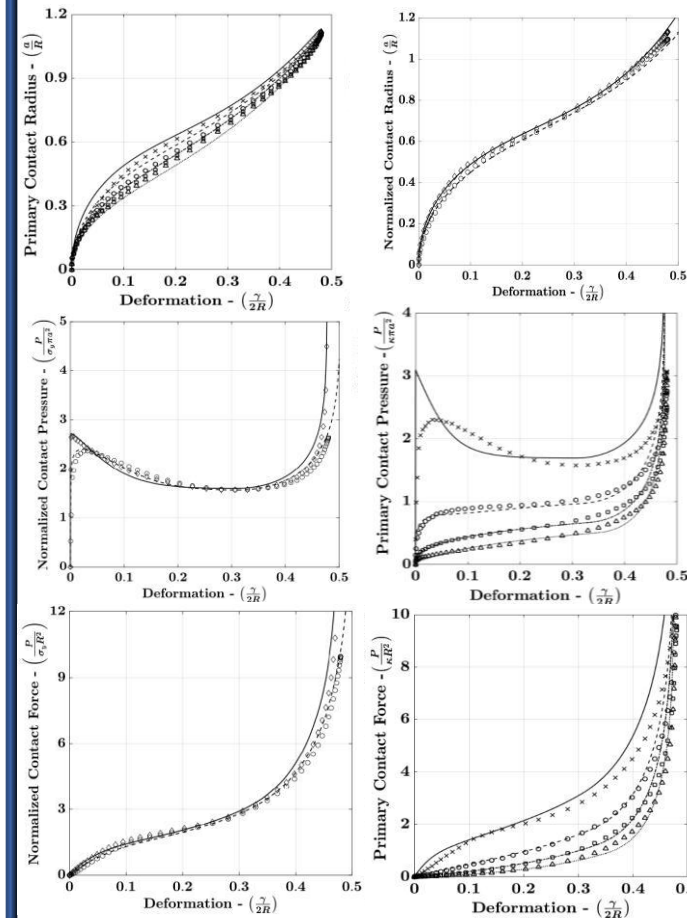 1.2
0.9
0.6
0.3
0
0 0.1 0.2 0.3 0.4 0.5
Primary Contact Radius - (a/R)
Deformation - (γ/2R)
1.2
1
0.8
0.6
0.4
0.2
0
0 0.1 0.2 0.3 0.4 0.5
Normalized Contact Radius - (a/R)
Deformation - (γ/2R)
5
4
3
2
1
0
0 0.1 0.2 0.3 0.4 0.5
Normalized Contact Pressure - (P/σyπa²)
Deformation - (γ/2R)
4
3
2
1
0
0 0.1 0.2 0.3 0.4 0.5
Primary Contact Pressure - (P/κπa²)
Deformation - (γ/2R)
12
9
6
3
0
0 0.1 0.2 0.3 0.4 0.5
Normalized Contact Force - (P/σyR²)
Deformation - (γ/2R)
10
8
6
4
2
0
0 0.1 0.2 0.3 0.4 0.5
Primary Contact Force - (P/κR²)
Deformation - (γ/2R)